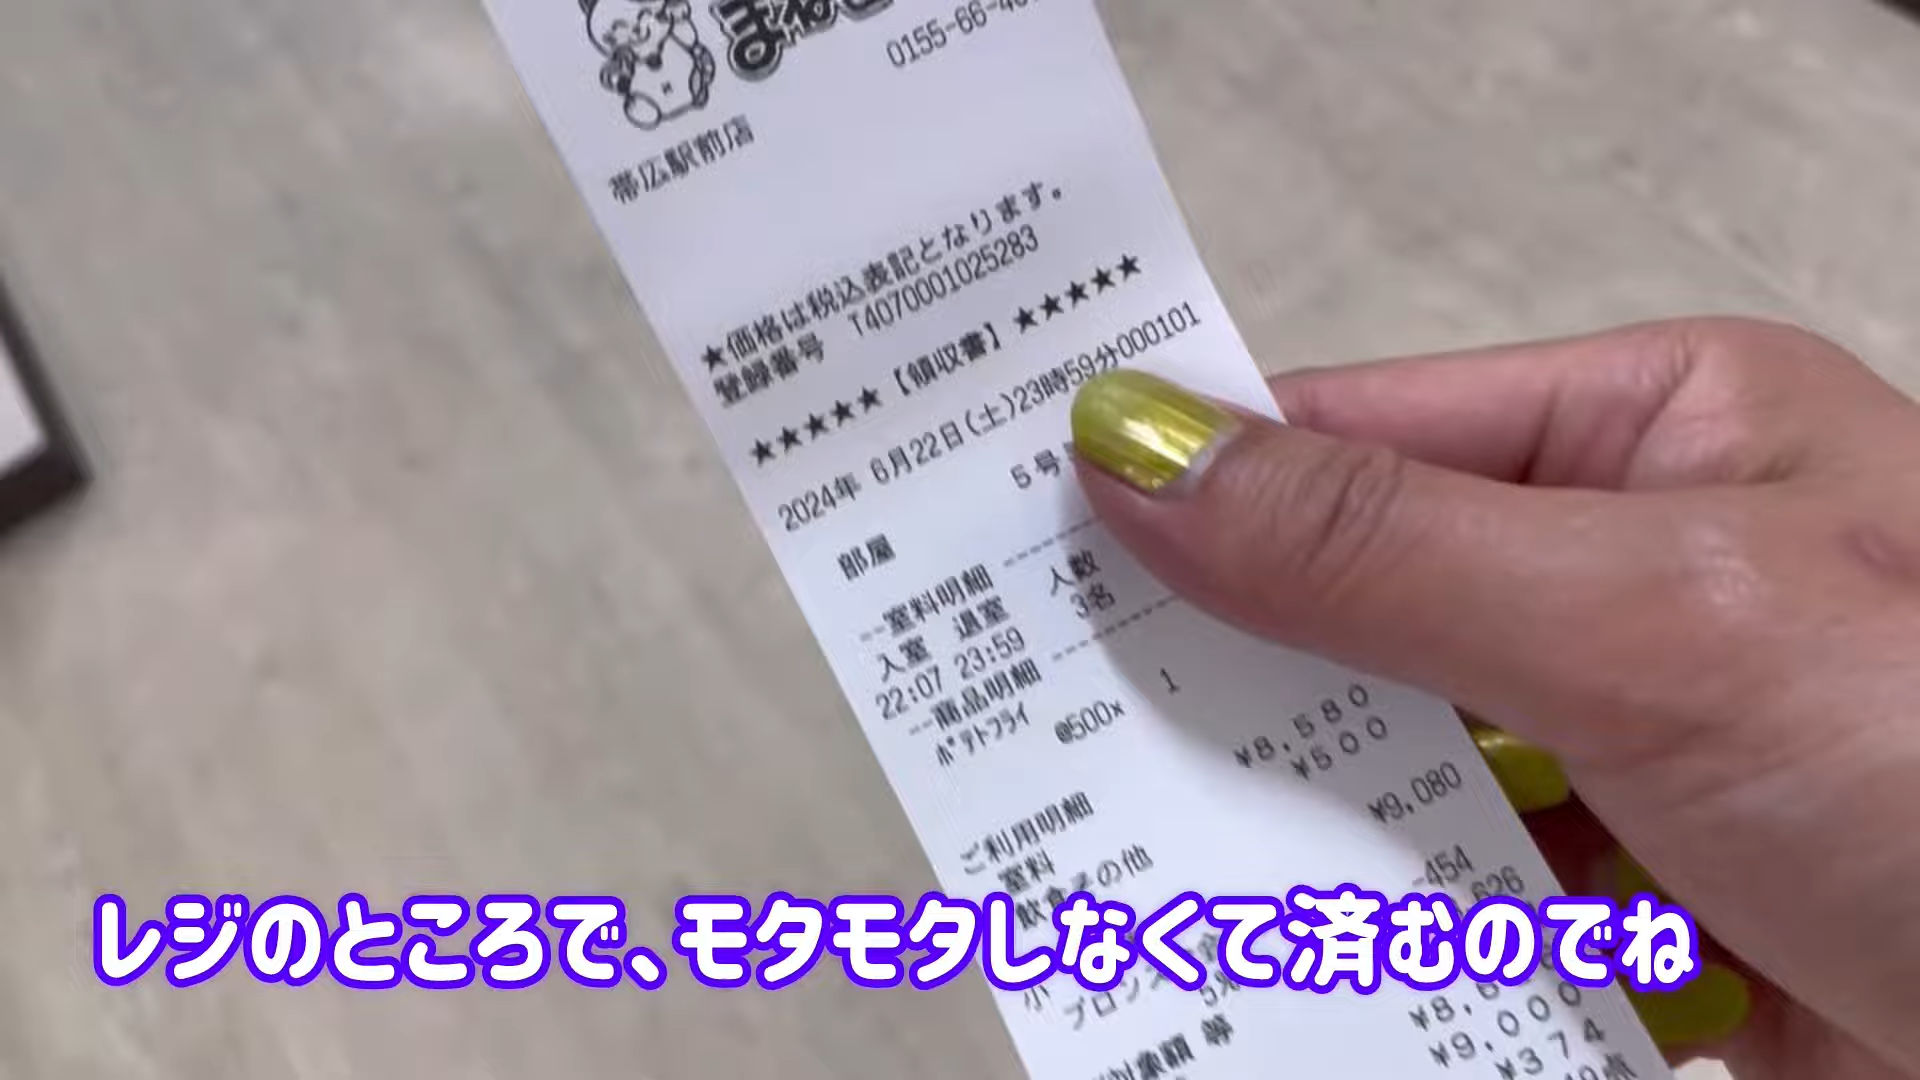 帯広駅前店
★価格は税込表記となります。
登録番号 T4070001025283
★★★★★【領収書】★★★★★
2024年 6月22日(土)23時59分000101
部屋 5号
--室料明細
入室 退室 人数
22:07 23:59 3名
--商品明細
ポテトフライ
@500× 1
ご利用明細
室料 ¥8,580
飲食その他 ¥500
¥9,080
-454
626
5%
¥9,000
¥374
レジのところで、モタモタしなくて済むのでね